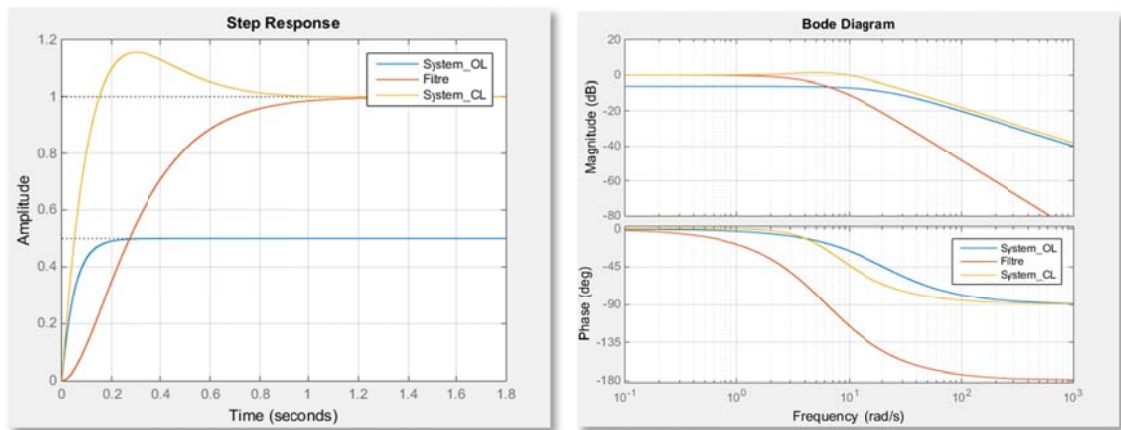 Step Response
System_OL
Filtre
System_CL
1.2
1
0.8
0.6
0.4
0.2
0
Amplitude
0 0.2 0.4 0.6 0.8 1 1.2 1.4 1.6 1.8
Time (seconds)
Bode Diagram
20
0
-20
-40
-60
-80
Magnitude (dB)
0
-45
-90
-135
-180
Phase (deg)
System_OL
Filtre
System_CL
10-1 100 101 102 103
Frequency (rad/s)